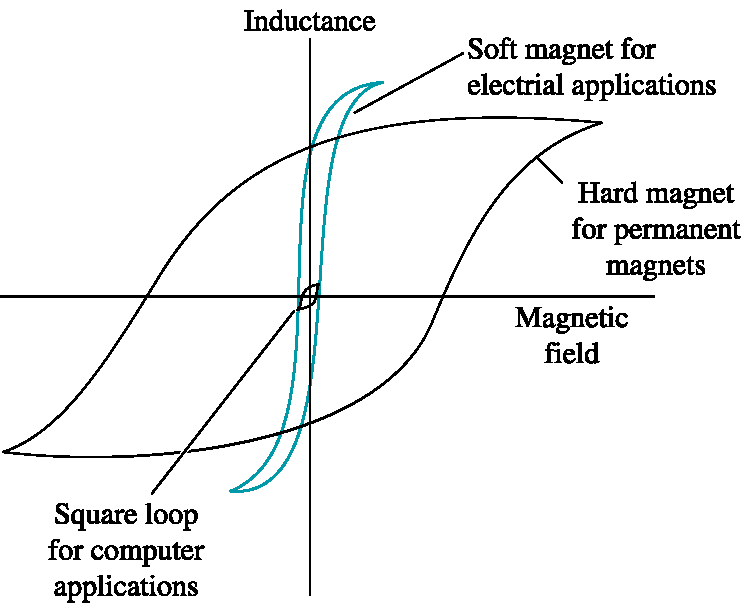 Inductance
Soft magnet for
electrial applications
Hard magnet
for permanent
magnets
Magnetic
field
Square loop
for computer
applications